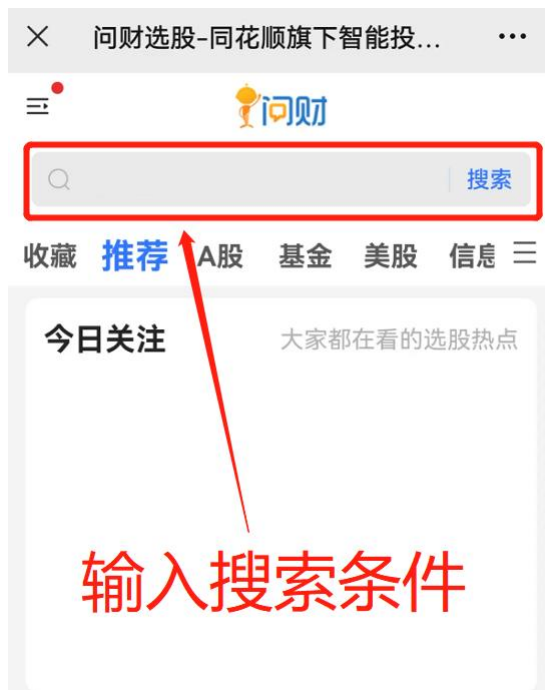 问财选股-同花顺旗下智能投...
问财
搜索
收藏 推荐 A股 基金 美股 信息
今日关注 大家都在看的选股热点
输入搜索条件